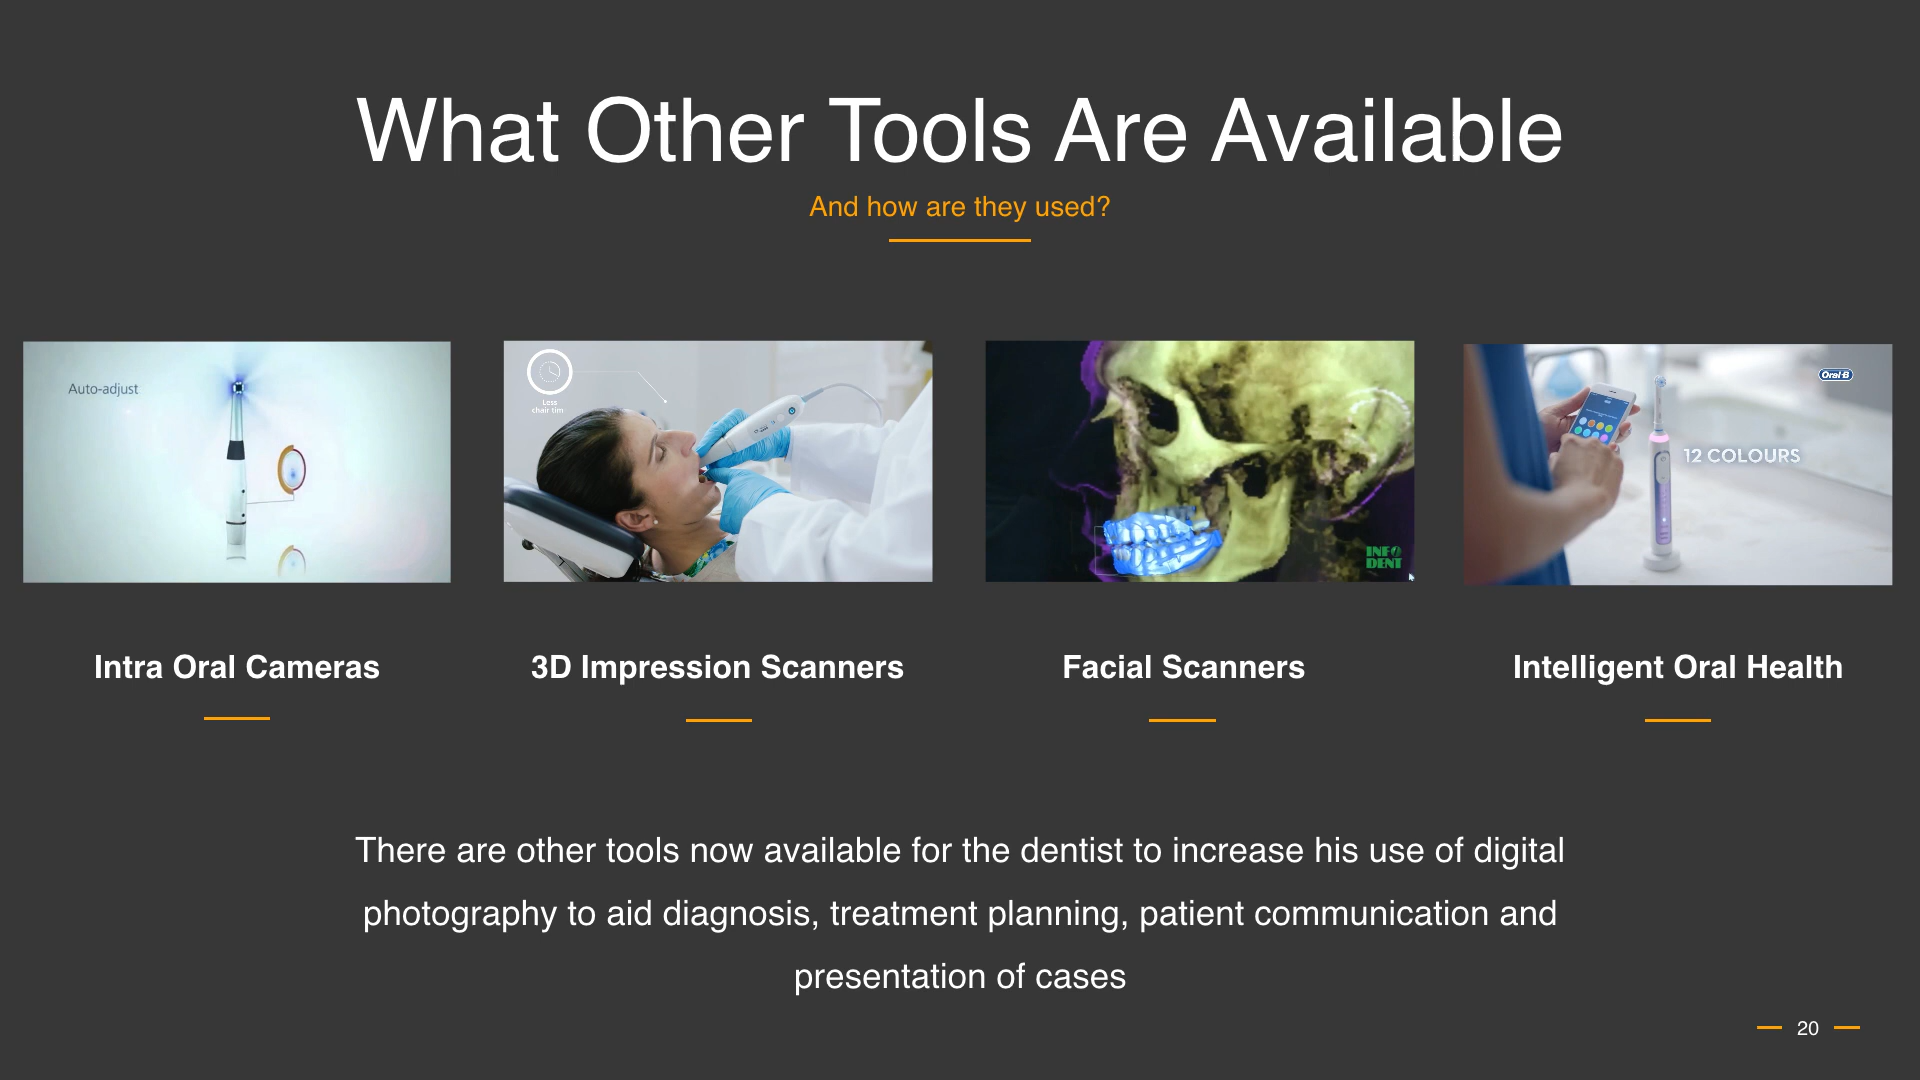 What Other Tools Are Available
And how are they used?
Auto-adjust
Less
chair tim
INFO
DENT
Oral-B
12 COLOURS
Intra Oral Cameras
3D Impression Scanners
Facial Scanners
Intelligent Oral Health
There are other tools now available for the dentist to increase his use of digital
photography to aid diagnosis, treatment planning, patient communication and
presentation of cases
20